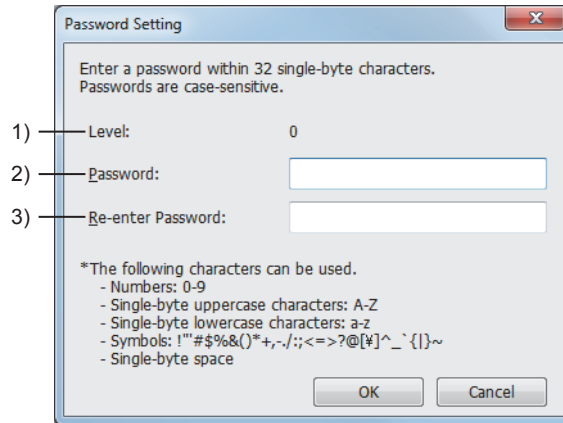 Password Setting
Enter a password within 32 single-byte characters.
Passwords are case-sensitive.
1) Level: 0
2) Password:
3) Re-enter Password:
*The following characters can be used.
- Numbers: 0-9
- Single-byte uppercase characters: A-Z
- Single-byte lowercase characters: a-z
- Symbols: !"'#$%&()*+,-./:;<=>?@[¥]^_`{|}~
- Single-byte space
OK Cancel